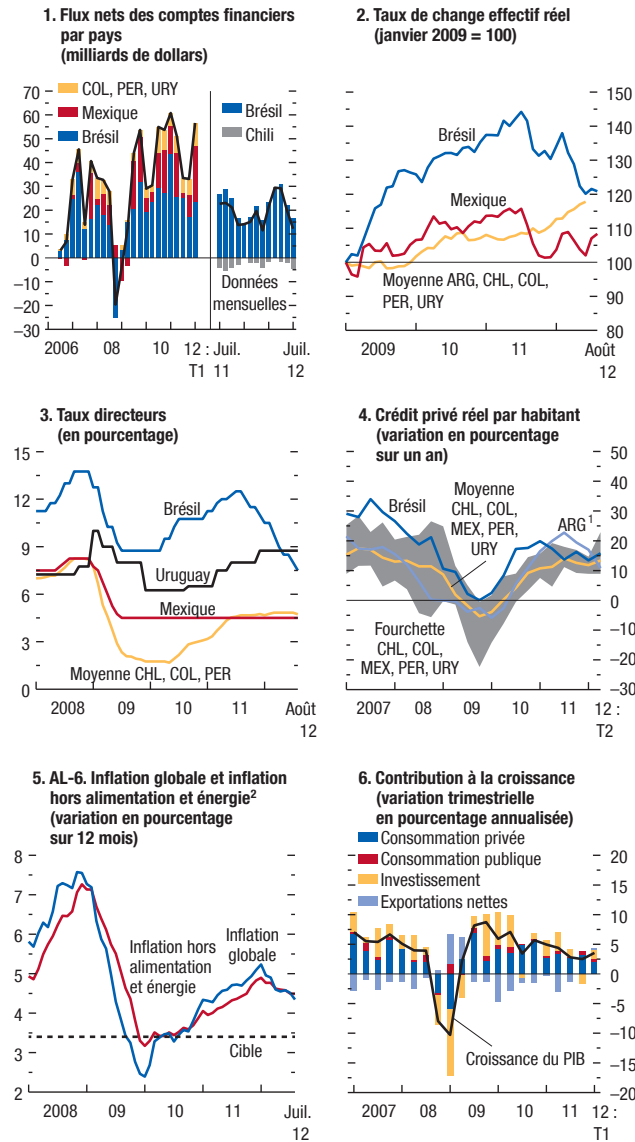 1. Flux nets des comptes financiers
par pays
(milliards de dollars)
70
60
50
40
30
20
10
0
–10
–20
–30
COL, PER, URY
Mexique
Brésil
Brésil
Chili
Données
mensuelles
2006 08 10 12 : Juil. Juil.
T1 11 12
2. Taux de change effectif réel
(janvier 2009 = 100)
150
140
130
120
110
100
90
80
Brésil
Mexique
Moyenne ARG, CHL, COL,
PER, URY
2009 10 11 Août
12
3. Taux directeurs
(en pourcentage)
15
12
9
6
3
0
Brésil
Uruguay
Mexique
Moyenne CHL, COL, PER
2008 09 10 11 Août
12
4. Crédit privé réel par habitant
(variation en pourcentage
sur un an)
50
40
30
20
10
0
–10
–20
–30
Brésil
Moyenne
CHL, COL,
MEX, PER,
URY
ARG1
Fourchette
CHL, COL,
MEX, PER, URY
2007 08 09 10 11 12 :
T2
5. AL-6. Inflation globale et inflation
hors alimentation et énergie2
(variation en pourcentage
sur 12 mois)
8
7
6
5
4
3
2
Inflation hors
alimentation
et énergie
Inflation
globale
Cible
2008 09 10 11 Juil.
12
6. Contribution à la croissance
(variation trimestrielle
en pourcentage annualisée)
Consommation privée
Consommation publique
Investissement
Exportations nettes
20
15
10
5
0
–5
–10
–15
–20
Croissance du PIB
2007 08 09 10 11 12 :
T1